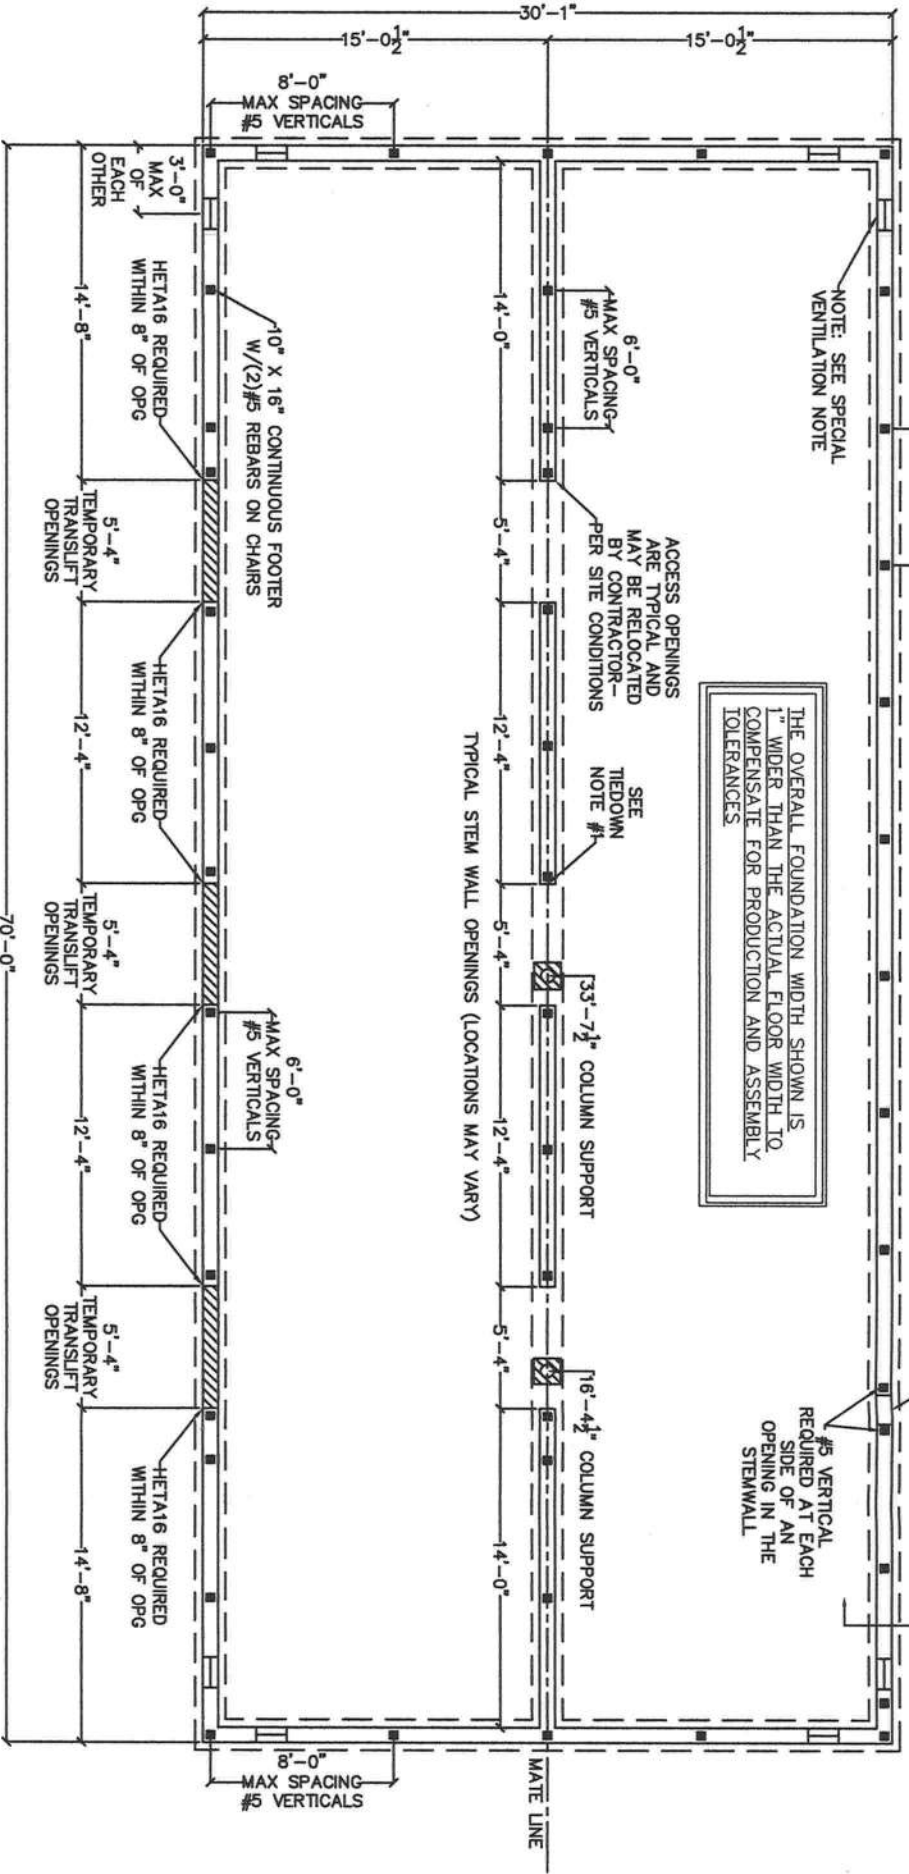 30'-1"
15'-0 1/2"
15'-0 1/2"
8'-0"
MAX SPACING
#5 VERTICALS
3'-0"
MAX
OF
EACH
OTHER
NOTE: SEE SPECIAL
VENTILATION NOTE
6'-0"
MAX SPACING
#5 VERTICALS
14'-0"
5'-4"
12'-4"
5'-4"
12'-4"
5'-4"
14'-0"
ACCESS OPENINGS
ARE TYPICAL AND
MAY BE RELOCATED
BY CONTRACTOR-
PER SITE CONDITIONS
THE OVERALL FOUNDATION WIDTH SHOWN IS
1" WIDER THAN THE ACTUAL FLOOR WIDTH TO
COMPENSATE FOR PRODUCTION AND ASSEMBLY
TOLERANCES
SEE
TIEDOWN
NOTE #1
33'-7 1/2" COLUMN SUPPORT
16'-4 1/2" COLUMN SUPPORT
#5 VERTICAL
REQUIRED AT EACH
SIDE OF AN
OPENING IN THE
STEMWALL
MATE LINE
TYPICAL STEM WALL OPENINGS (LOCATIONS MAY VARY)
10" X 16" CONTINUOUS FOOTER
W/(2)#5 REBARS ON CHAIRS
6'-0"
MAX SPACING
#5 VERTICALS
8'-0"
MAX SPACING
#5 VERTICALS
HETA16 REQUIRED
WITHIN 8" OF OPG
HETA16 REQUIRED
WITHIN 8" OF OPG
HETA16 REQUIRED
WITHIN 8" OF OPG
HETA16 REQUIRED
WITHIN 8" OF OPG
14'-8"
5'-4"
TEMPORARY
TRANSLIFT
OPENINGS
12'-4"
5'-4"
TEMPORARY
TRANSLIFT
OPENINGS
12'-4"
5'-4"
TEMPORARY
TRANSLIFT
OPENINGS
14'-8"
70'-0"